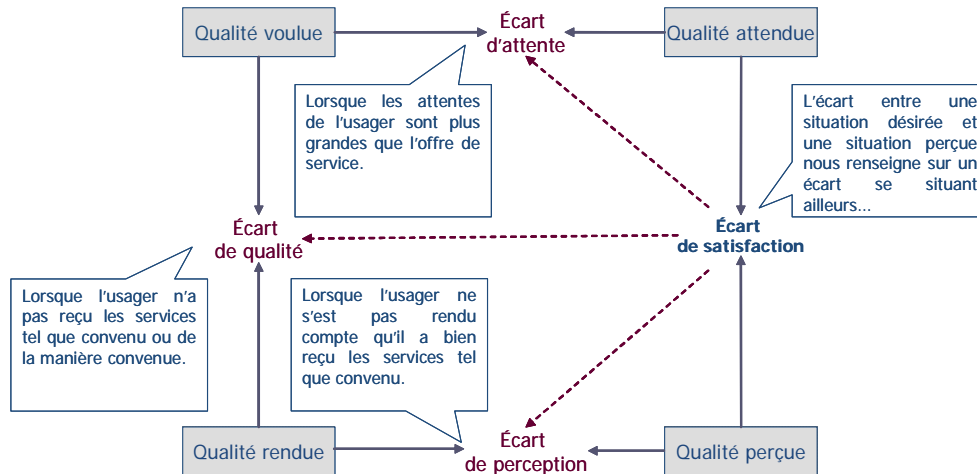 Qualité voulue
Écart
d'attente
Qualité attendue
Lorsque les attentes
de l'usager sont plus
grandes que l'offre de
service.
L'écart entre une
situation désirée et
une situation perçue
nous renseigne sur un
écart se situant
ailleurs...
Écart
de qualité
Écart
de satisfaction
Lorsque l'usager n'a
pas reçu les services
tel que convenu ou de
la manière convenue.
Lorsque l'usager ne
s'est pas rendu
compte qu'il a bien
reçu les services tel
que convenu.
Qualité rendue
Écart
de perception
Qualité perçue